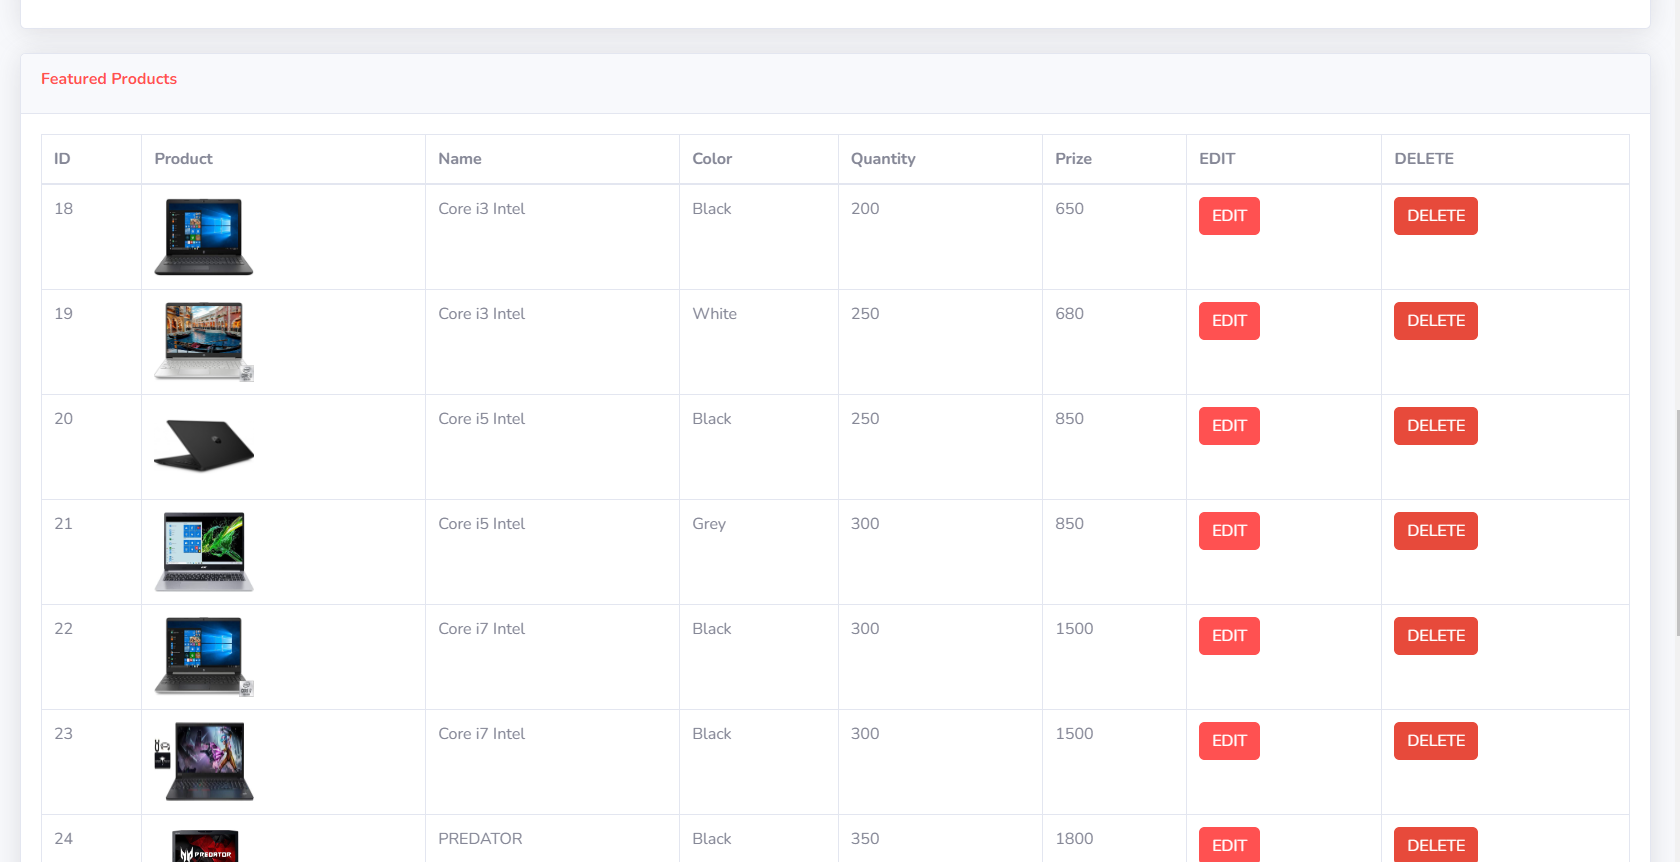 Featured Products
ID Product Name Color Quantity Prize EDIT DELETE
18 Core i3 Intel Black 200 650 EDIT DELETE
19 Core i3 Intel White 250 680 EDIT DELETE
20 Core i5 Intel Black 250 850 EDIT DELETE
21 Core i5 Intel Grey 300 850 EDIT DELETE
22 Core i7 Intel Black 300 1500 EDIT DELETE
23 Core i7 Intel Black 300 1500 EDIT DELETE
24 PREDATOR Black 350 1800 EDIT DELETE
PREDATOR